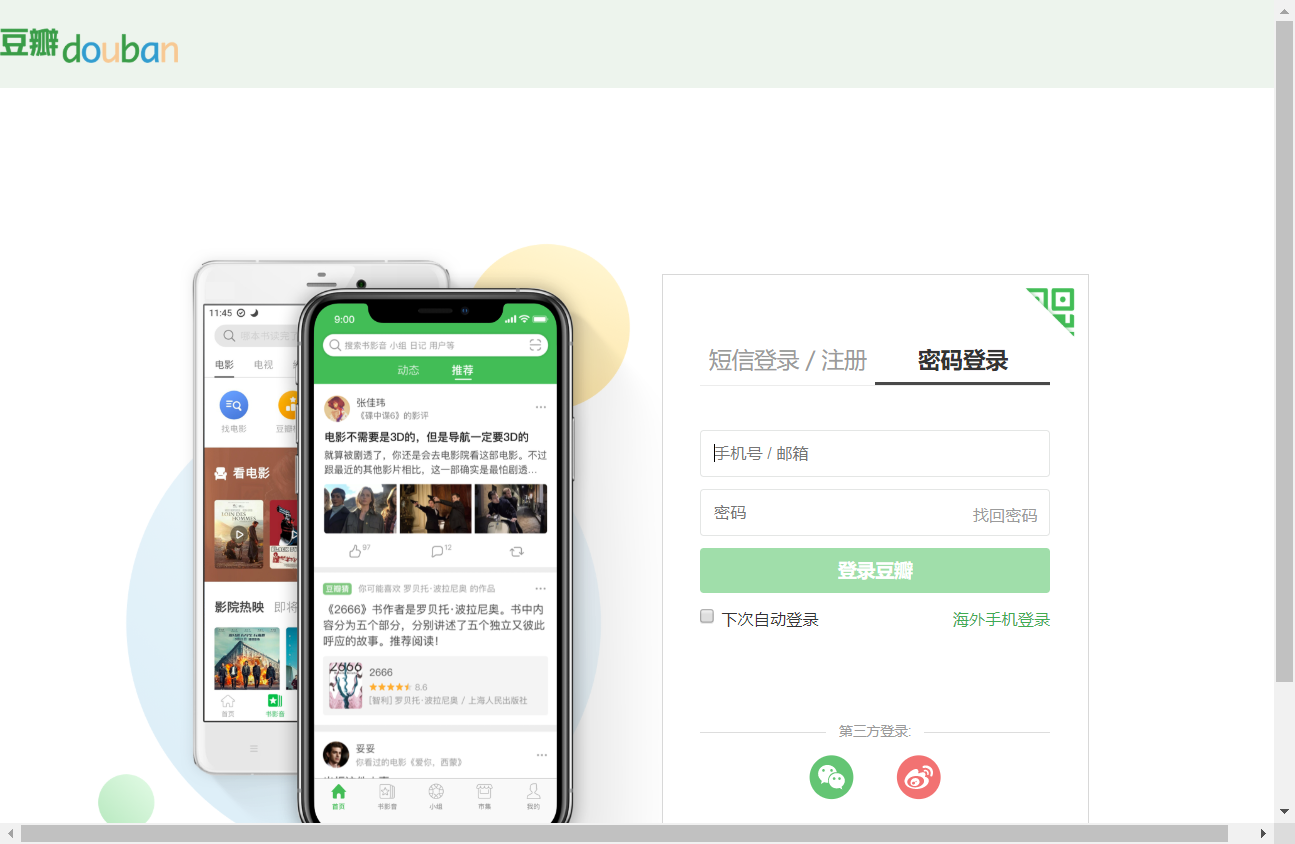 豆瓣douban
短信登录 / 注册
密码登录
手机号 / 邮箱
密码
找回密码
登录豆瓣
下次自动登录
海外手机登录
第三方登录:
11:45
电影
电视
找电影
看电影
影院热映
即将
首页
书影音
9:00
搜索书影音 小组 日记 用户等
动态
推荐
张佳玮
《碟中谍6》的影评
电影不需要是3D的，但是导航一定要3D的
就算被剧透了，你还是会去电影院看这部电影。不过
跟最近的其他影片相比，这一部确实是最怕剧透…
97
12
豆瓣猜
你可能喜欢 罗贝托·波拉尼奥 的作品
《2666》书作者是罗贝托·波拉尼奥。书中内
容分为五个部分，分别讲述了五个独立又彼此
呼应的故事。推荐阅读！
2666
2666
8.6
[智利] 罗贝托·波拉尼奥 / 上海人民出版社
妥妥
你看过的电影《爱你，西蒙》
首页
书影音
小组
市集
我的